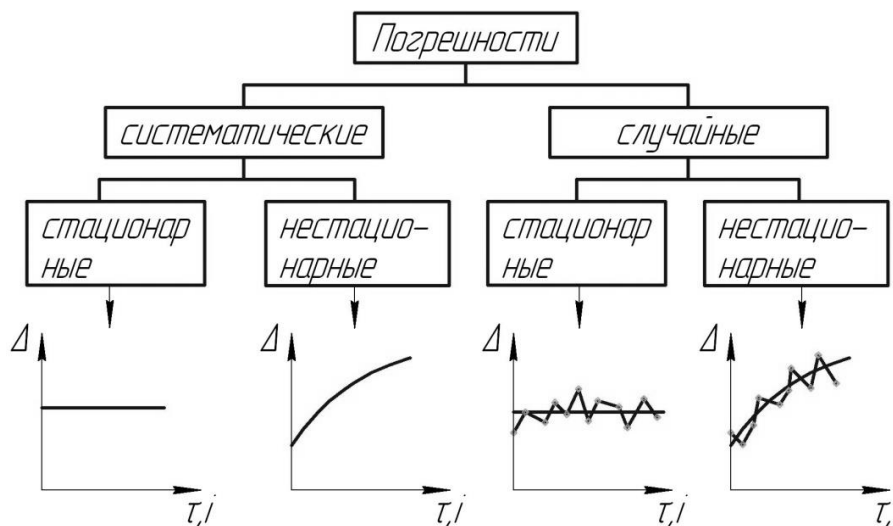 Погрешности
систематические
случайные
стационар
ные
нестацио-
нарные
стационар
ные
нестацио-
нарные
Δ
Δ
Δ
Δ
τ,i
τ,i
τ,i
τ,